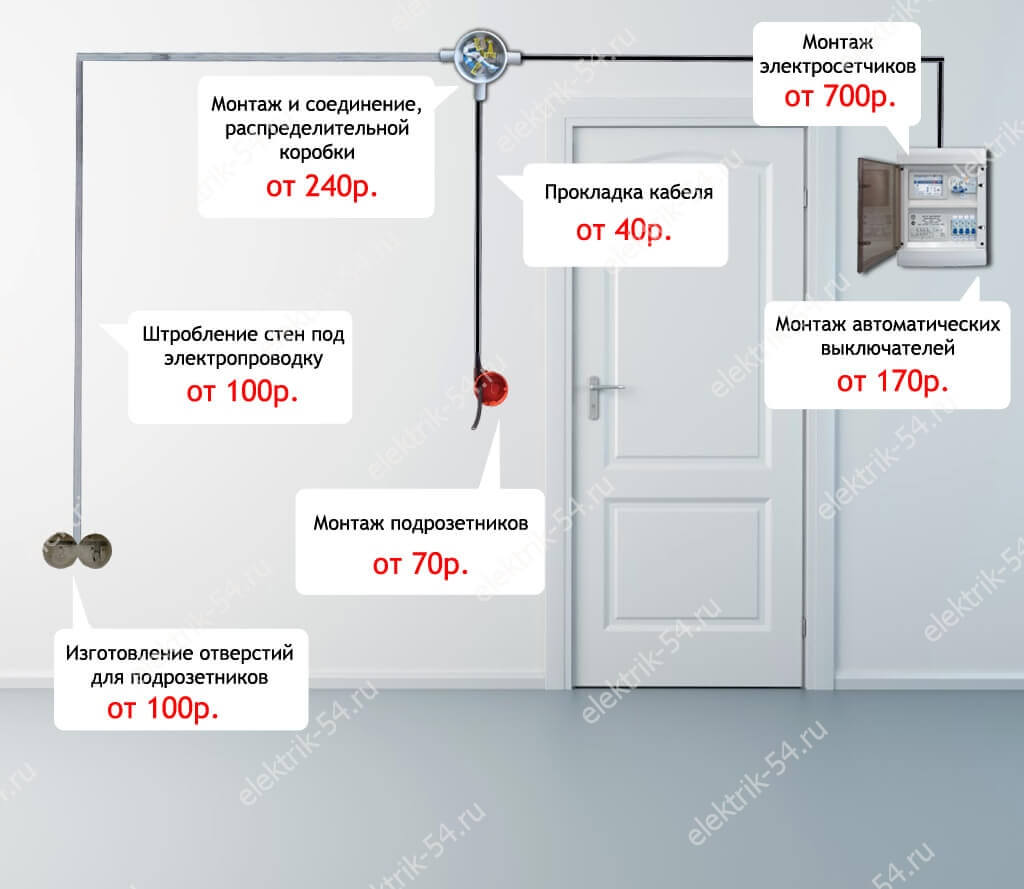 Монтаж
электросетчиков
от 700р.
Монтаж и соединение,
распределительной
коробки
от 240р.
Прокладка кабеля
от 40р.
Штробление стен под
электропроводку
от 100р.
Монтаж автоматических
выключателей
от 170р.
Монтаж подрозетников
от 70р.
Изготовление отверстий
для подрозетников
от 100р.
elektrik-54.ru